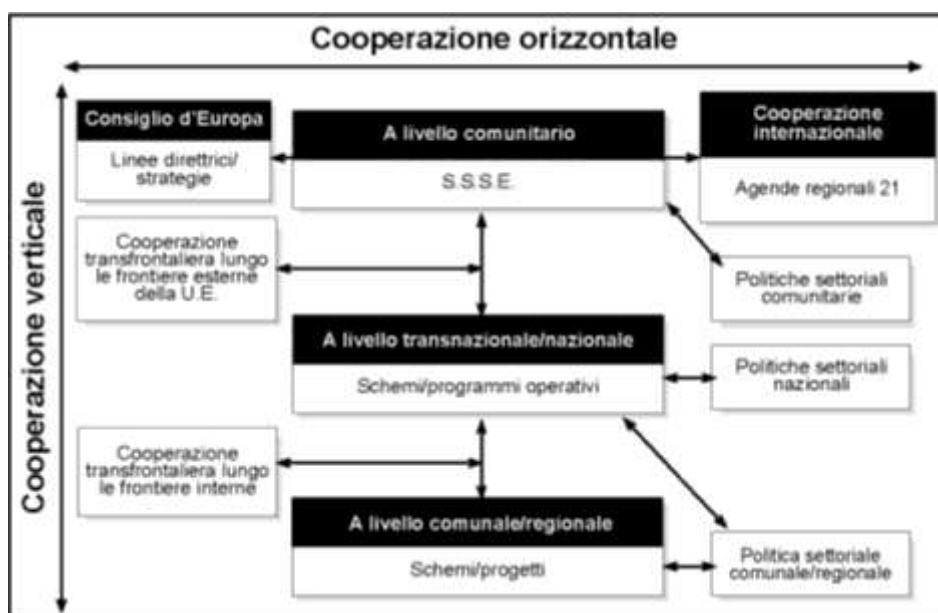 Cooperazione orizzontale
Cooperazione verticale
Consiglio d'Europa
Linee direttrici/
strategie
A livello comunitario
S.S.S.E.
Cooperazione
internazionale
Agende regionali 21
Cooperazione
transfrontaliera lungo
le frontiere esterne
della U.E.
Politiche settoriali
comunitarie
A livello transnazionale/nazionale
Schemi/programmi operativi
Politiche settoriali
nazionali
Cooperazione
transfrontaliera lungo
le frontiere interne
A livello comunale/regionale
Schemi/progetti
Politica settoriale
comunale/regionale